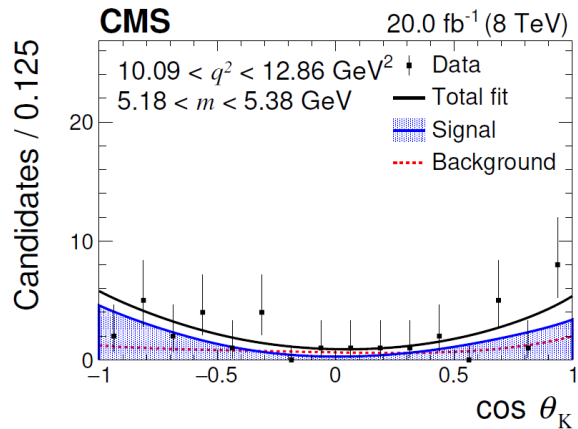 CMS 20.0 fb⁻¹ (8 TeV)
10.09 < q² < 12.86 GeV²
5.18 < m < 5.38 GeV
Data
Total fit
Signal
Background
Candidates / 0.125
20
10
0
−1 −0.5 0 0.5 1
cos θ_K